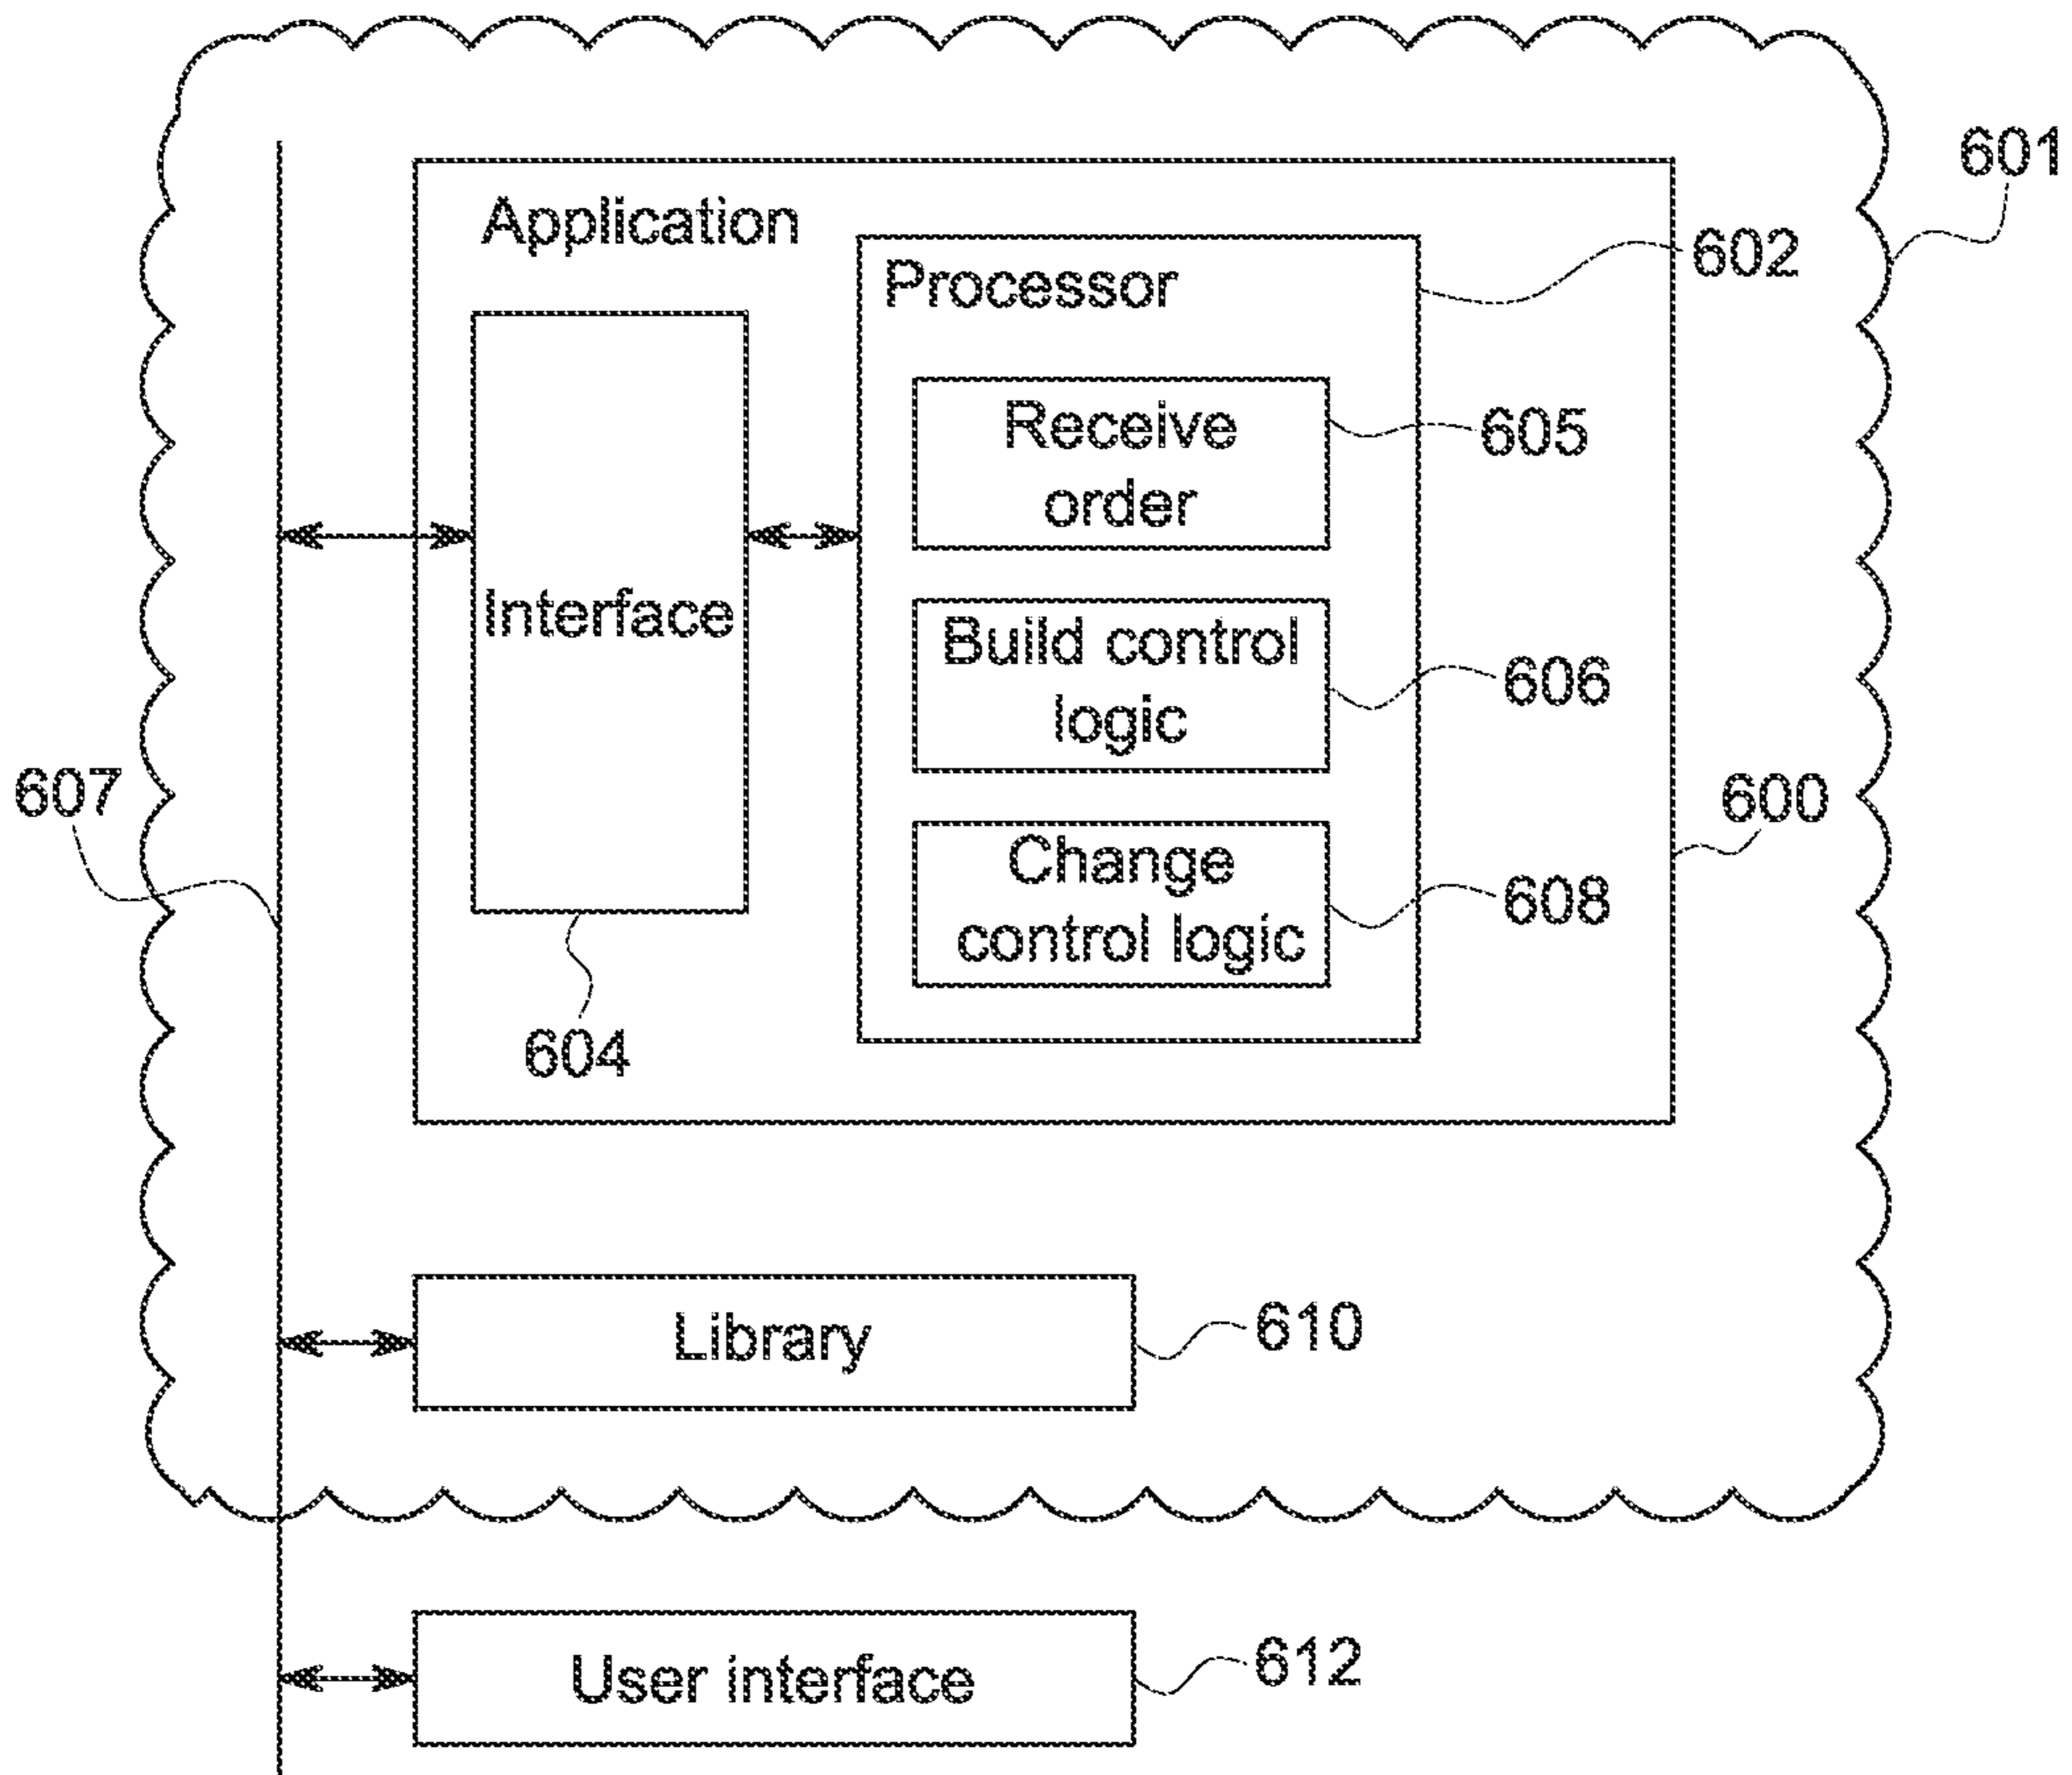 601
Application
602
Processor
Receive
order
605
Interface
Build control
logic
606
607
600
Change
control logic
608
604
Library
610
User interface
612